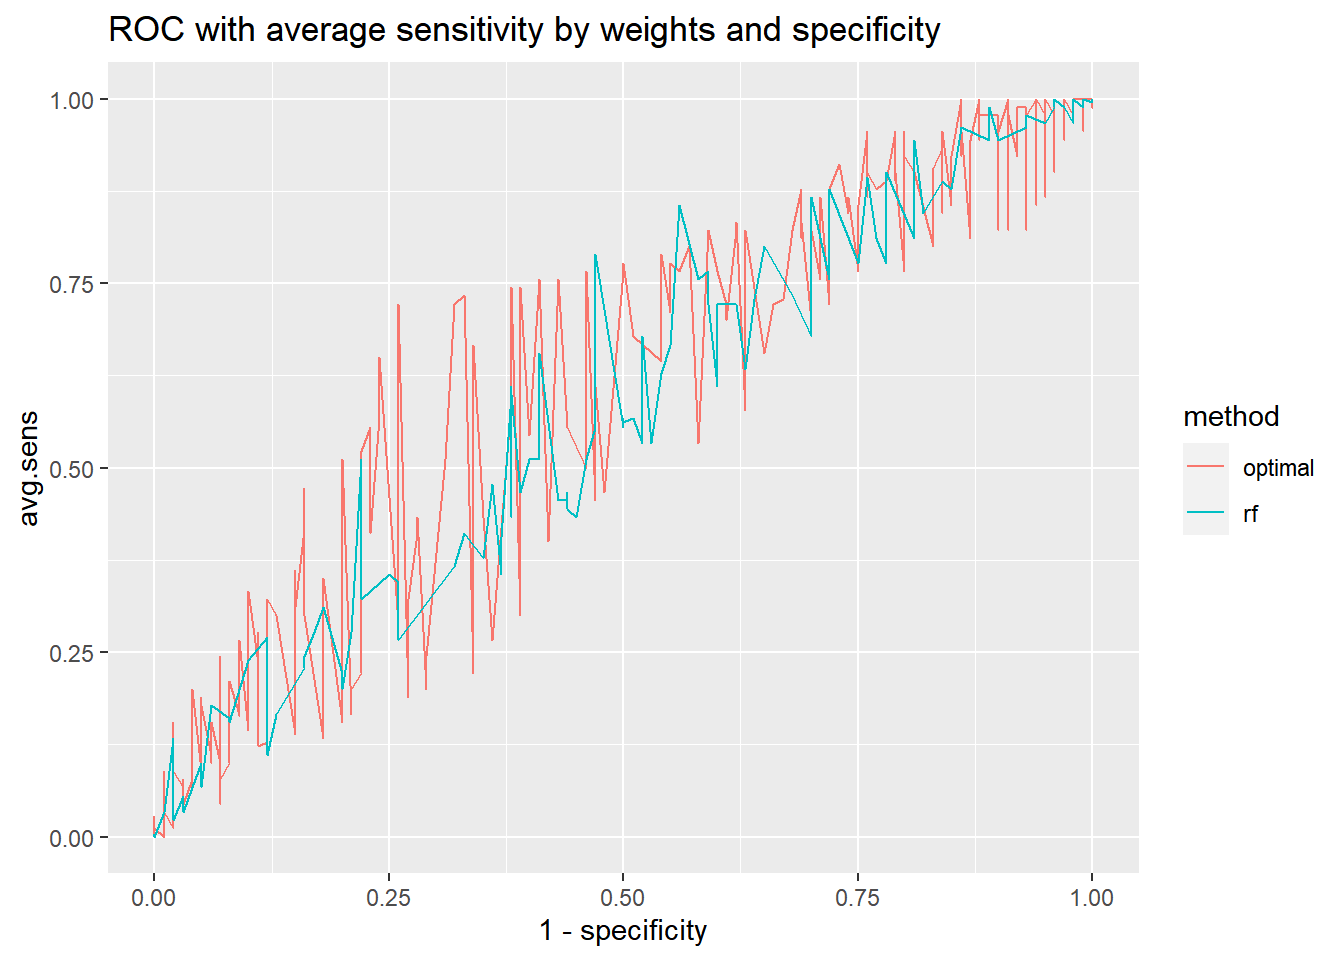 ROC with average sensitivity by weights and specificity
1.00
0.75
0.50
0.25
0.00
avg.sens
0.00
0.25
0.50
0.75
1.00
1 - specificity
method
optimal
rf